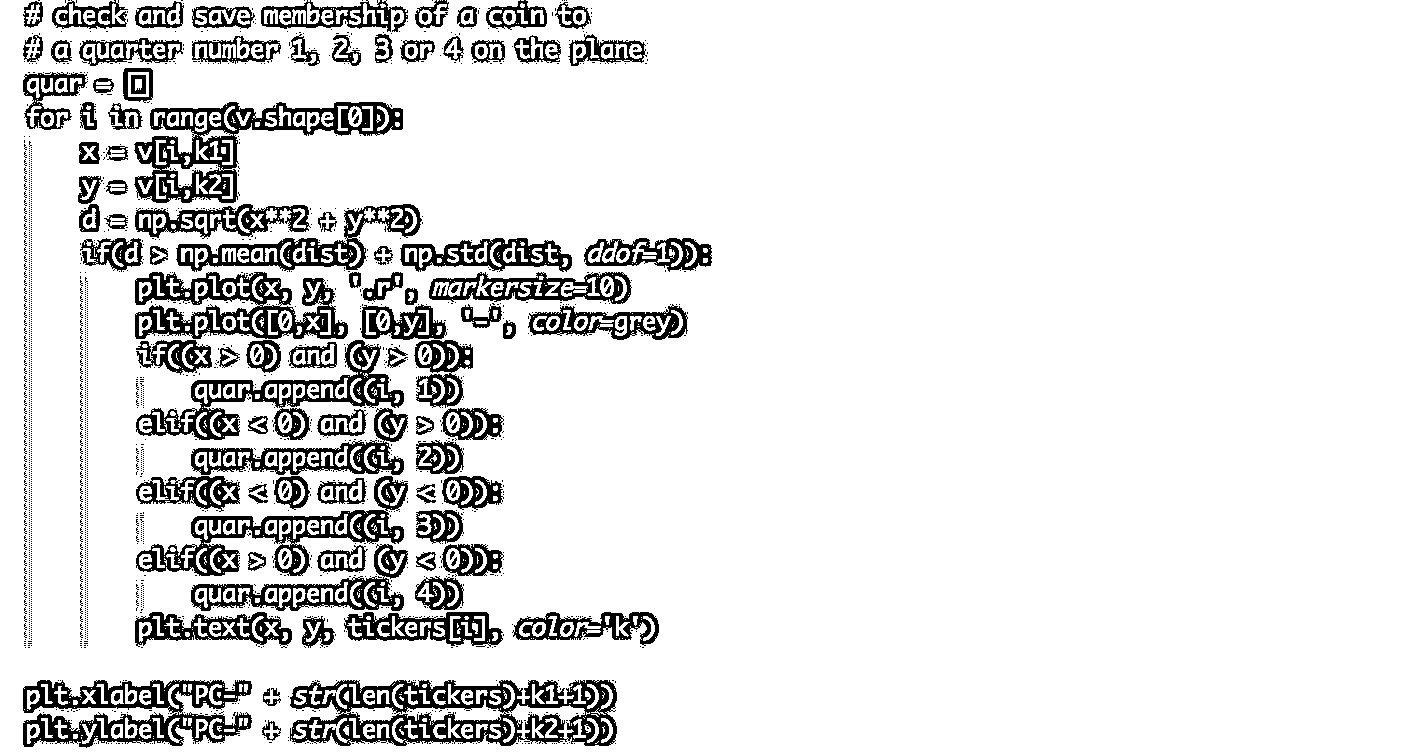 # check and save membership of a coin to
# a quarter number 1, 2, 3 or 4 on the plane
quar = []
for i in range(v.shape[0]):
    x = v[i,k1]
    y = v[i,k2]
    d = np.sqrt(x**2 + y**2)
    if(d > np.mean(dist) + np.std(dist, ddof=1)):
        plt.plot(x, y, '.r', markersize=10)
        plt.plot([0,x], [0,y], '-', color=grey)
        if((x > 0) and (y > 0)):
            quar.append((i, 1))
        elif((x < 0) and (y > 0)):
            quar.append((i, 2))
        elif((x < 0) and (y < 0)):
            quar.append((i, 3))
        elif((x > 0) and (y < 0)):
            quar.append((i, 4))
        plt.text(x, y, tickers[i], color='k')
plt.xlabel("PC-" + str(len(tickers)+k1+1))
plt.ylabel("PC-" + str(len(tickers)+k2+1))